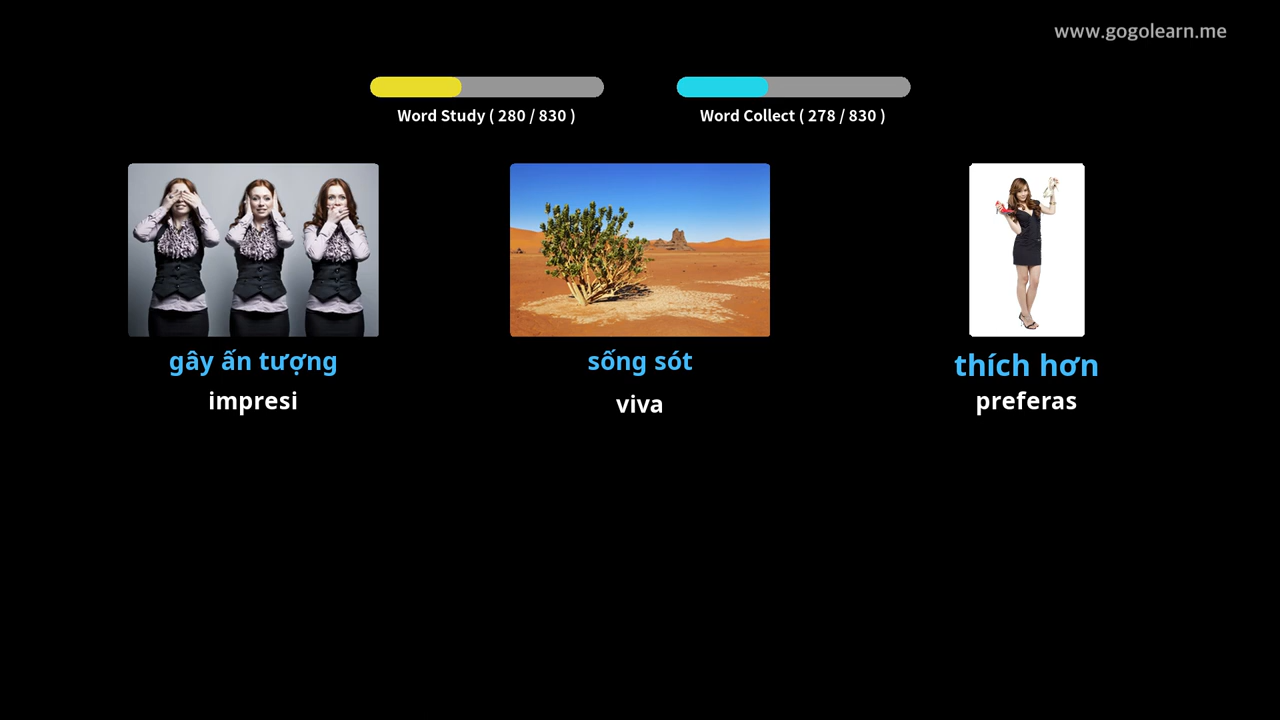 www.gogolearn.me
Word Study ( 280 / 830 )
Word Collect ( 278 / 830 )
gây ấn tượng
sống sót
thích hơn
impresi
viva
preferas